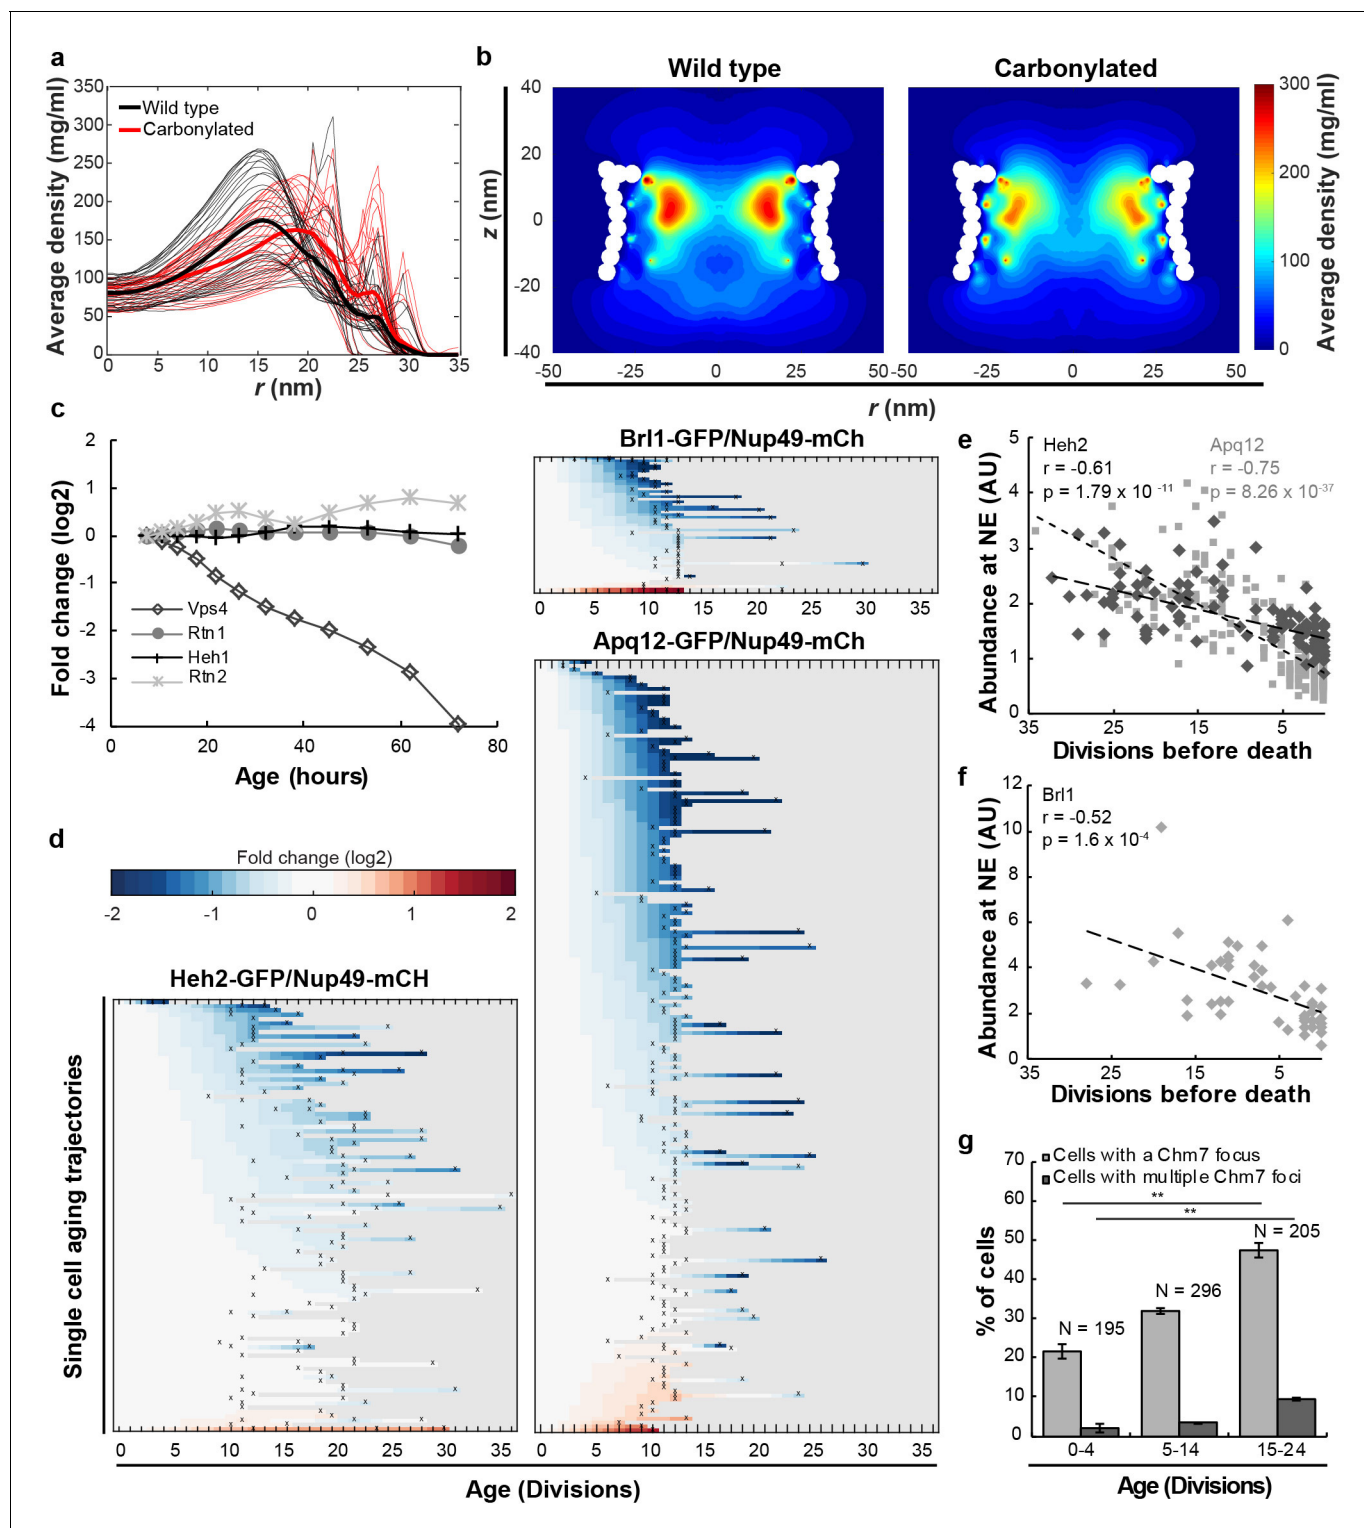 a
350
300
250
200
150
100
50
0
0 5 10 15 20 25 30 35
Average density (mg/ml)
r (nm)
Wild type
Carbonylated
b
Wild type
Carbonylated
40
20
0
-20
-40
z (nm)
-50 -25 0 25 50
-50 -25 0 25 50
r (nm)
300
200
100
0
Average density (mg/ml)
c
2
1
0
-1
-2
-3
-4
0 20 40 60 80
Fold change (log2)
Age (hours)
Vps4
Rtn1
Heh1
Rtn2
d
Fold change (log2)
-2 -1 0 1 2
Heh2-GFP/Nup49-mCH
Single cell aging trajectories
0 5 10 15 20 25 30 35
Brl1-GFP/Nup49-mCh
Apq12-GFP/Nup49-mCh
0 5 10 15 20 25 30 35
Age (Divisions)
e
5
4
3
2
1
0
35 25 15 5
Abundance at NE (AU)
Divisions before death
Heh2
r = -0.61
p = 1.79 x 10 -11
Apq12
r = -0.75
p = 8.26 x 10-37
f
12
10
8
6
4
2
0
35 25 15 5
Abundance at NE (AU)
Divisions before death
Brl1
r = -0.52
p = 1.6 x 10-4
g
Cells with a Chm7 focus
Cells with multiple Chm7 foci
70
60
50
40
30
20
10
0
% of cells
**
**
N = 195
N = 296
N = 205
0-4 5-14 15-24
Age (Divisions)